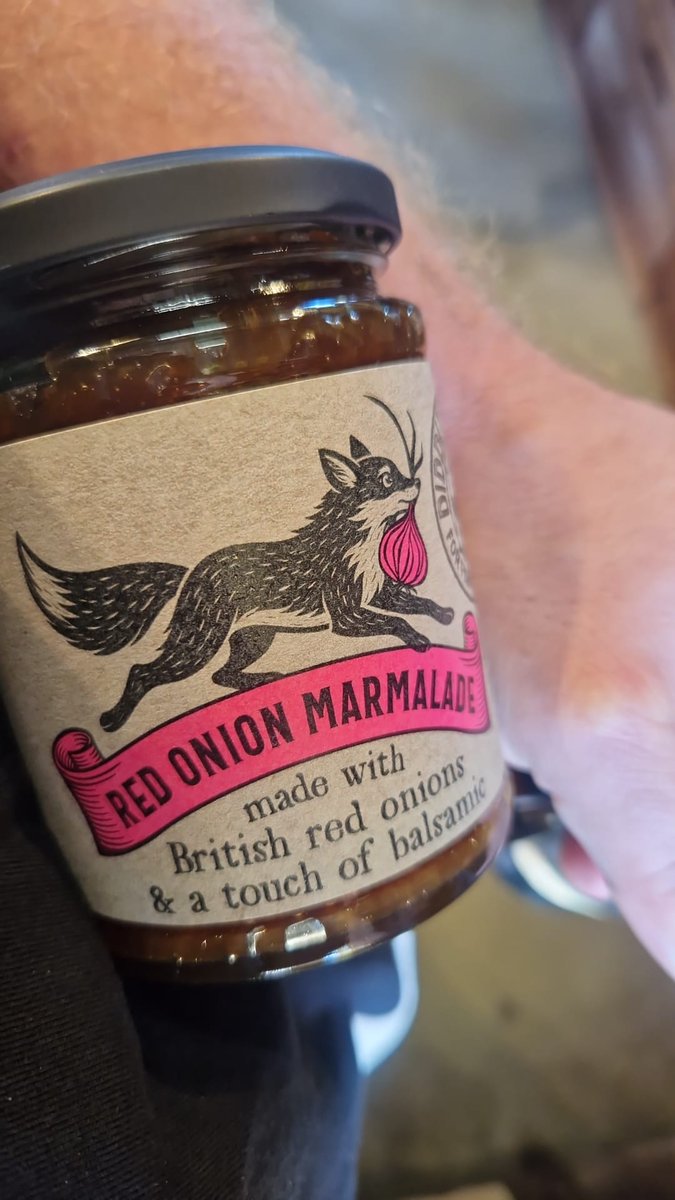 RED ONION MARMALADE
made with
British red onions
& a touch of balsamic